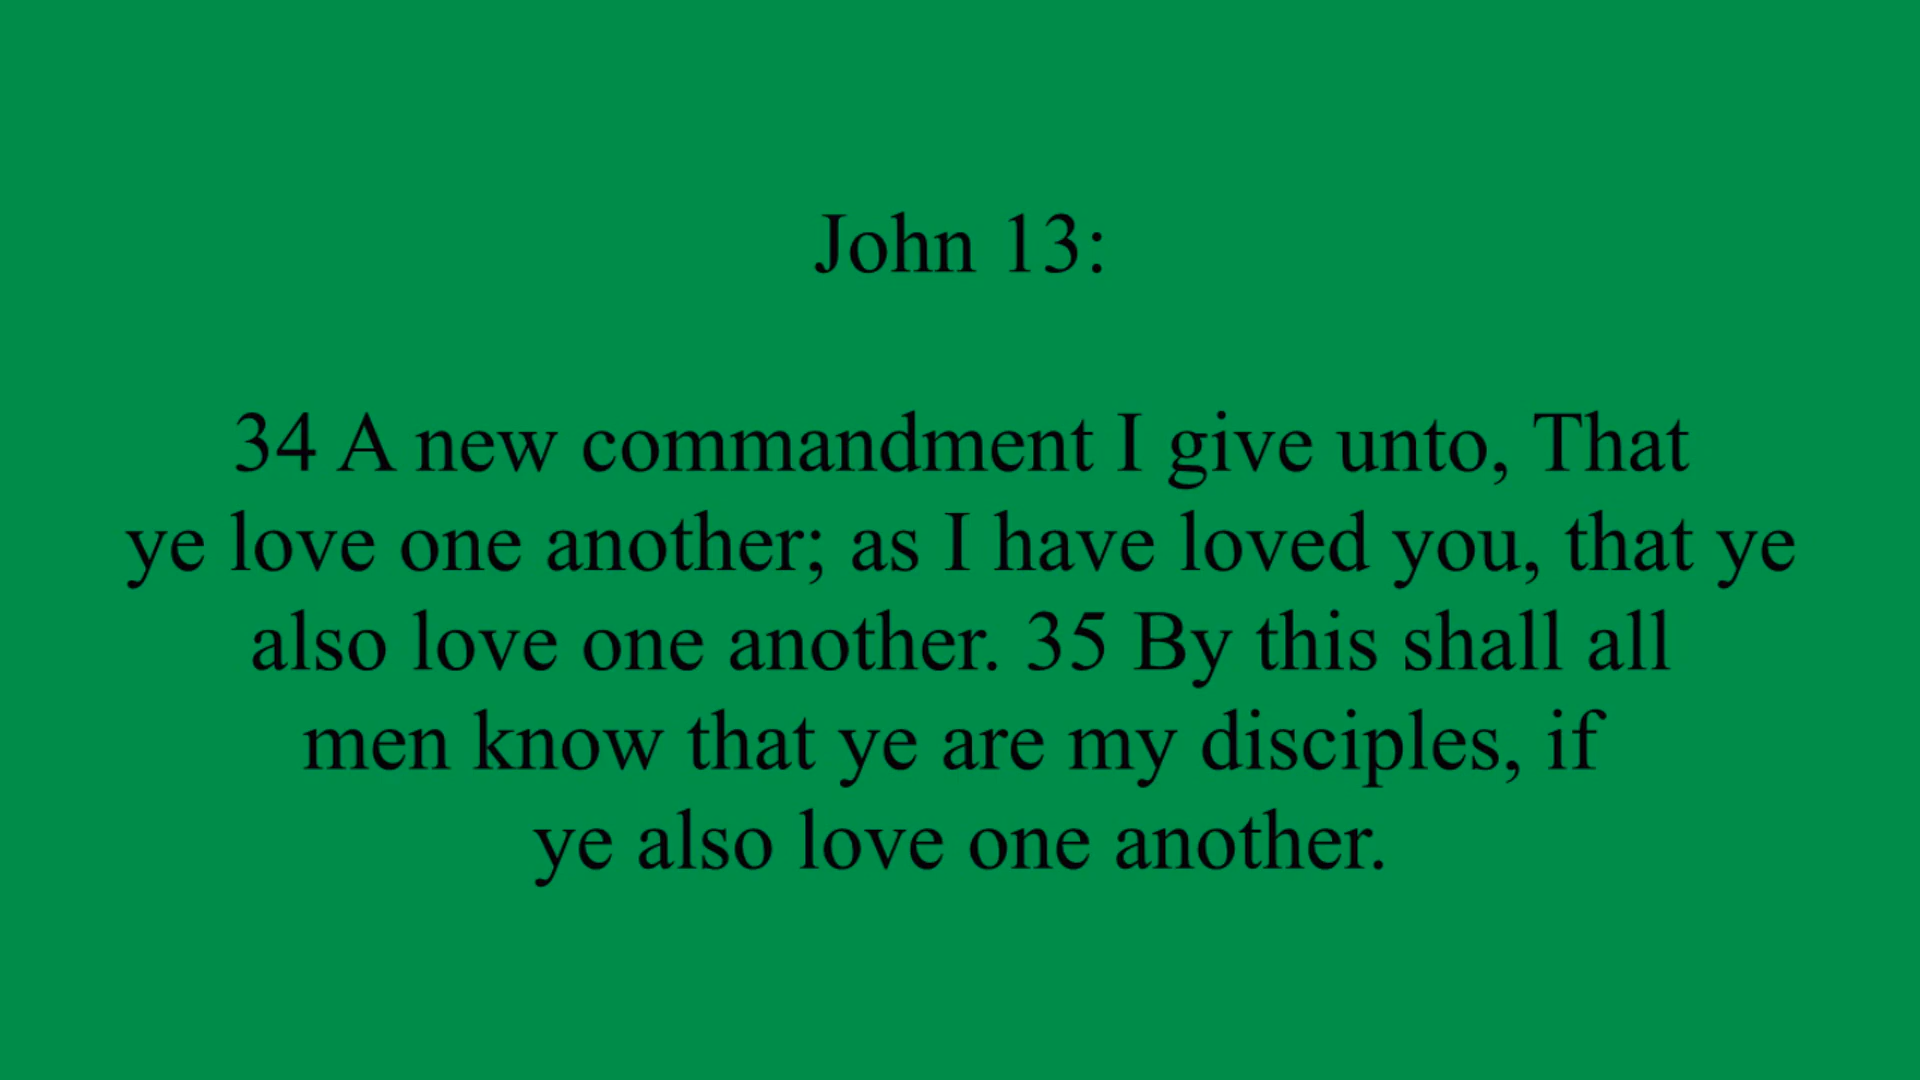 John 13:
34 A new commandment I give unto, That
ye love one another; as I have loved you, that ye
also love one another. 35 By this shall all
men know that ye are my disciples, if
ye also love one another.